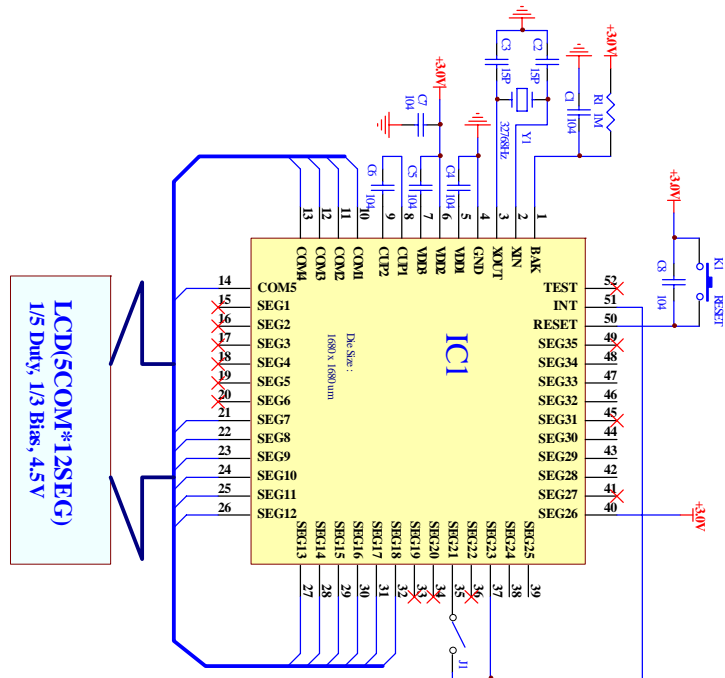 +3.0V
R1
1M
C1
104
C2
15P
C3
15P
Y1
32768Hz
+3.0V
C7
104
C6
104
C5
104
C4
104
+3.0V
K1
RESET
C8
104
13
12
11
10
9
8
7
6
5
4
3
2
1
COM4
COM3
COM2
COM1
CUP2
CUP1
VDD3
VDD2
VDD1
GND
XOUT
XIN
BAK
14 COM5
15 SEG1
16 SEG2
17 SEG3
18 SEG4
19 SEG5
20 SEG6
21 SEG7
22 SEG8
23 SEG9
24 SEG10
25 SEG11
26 SEG12
TEST 52
INT 51
RESET 50
SEG35 49
SEG34 48
SEG33 47
SEG32 46
SEG31 45
SEG30 44
SEG29 43
SEG28 42
SEG27 41
SEG26 40
+3.0V
IC1
Die Size :
1680 x 1680 um
SEG13
SEG14
SEG15
SEG16
SEG17
SEG18
SEG19
SEG20
SEG21
SEG22
SEG23
SEG24
SEG25
27
28
29
30
31
32
33
34
35
36
37
38
39
J1
LCD(5COM*12SEG)
1/5 Duty, 1/3 Bias, 4.5V